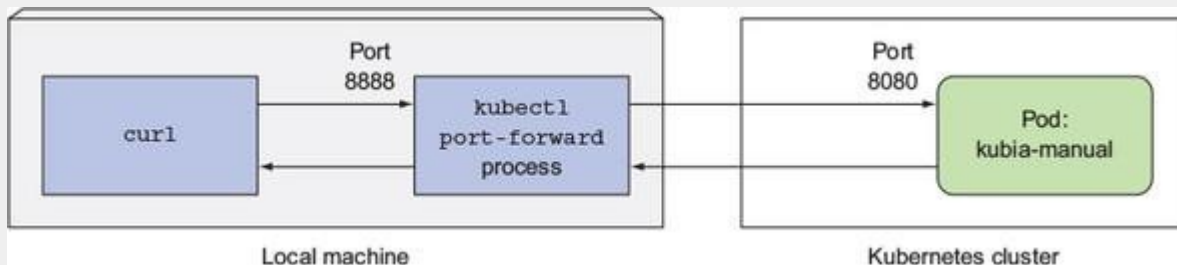 Port
8888
Port
8080
curl
kubectl
port-forward
process
Pod:
kubia-manual
Local machine
Kubernetes cluster